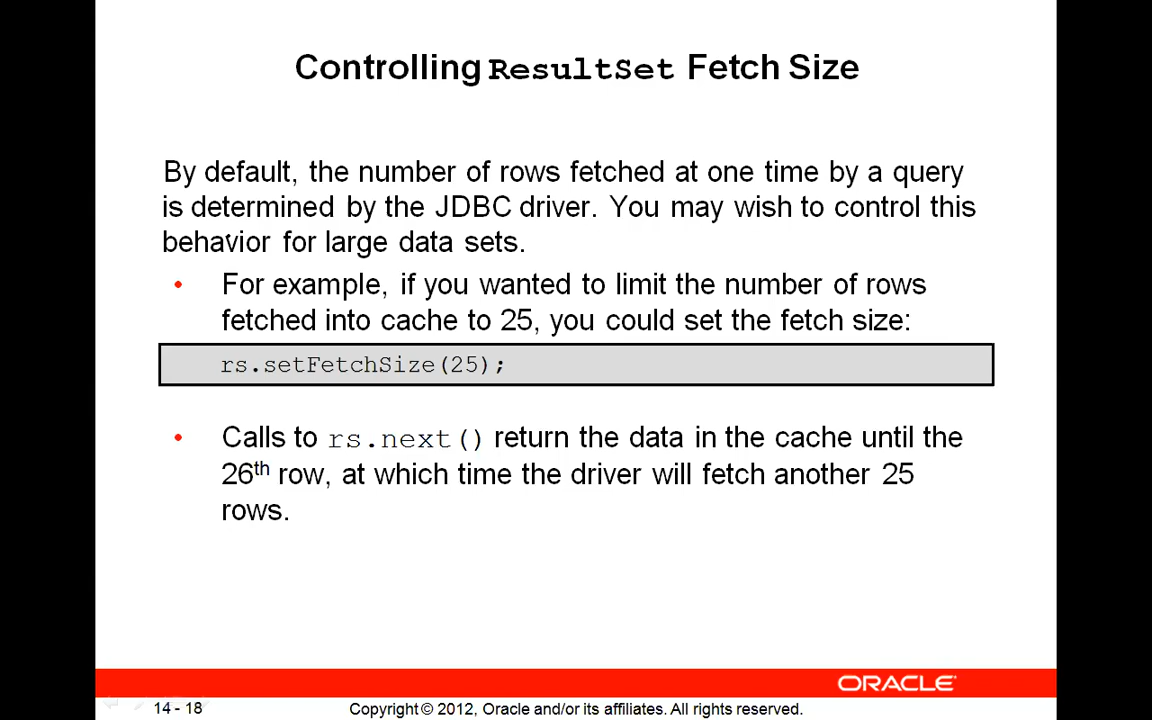 Controlling ResultSet Fetch Size
By default, the number of rows fetched at one time by a query
is determined by the JDBC driver. You may wish to control this
behavior for large data sets.
• For example, if you wanted to limit the number of rows
fetched into cache to 25, you could set the fetch size:
rs.setFetchSize(25);
• Calls to rs.next() return the data in the cache until the
26th row, at which time the driver will fetch another 25
rows.
ORACLE
14 - 18
Copyright © 2012, Oracle and/or its affiliates. All rights reserved.